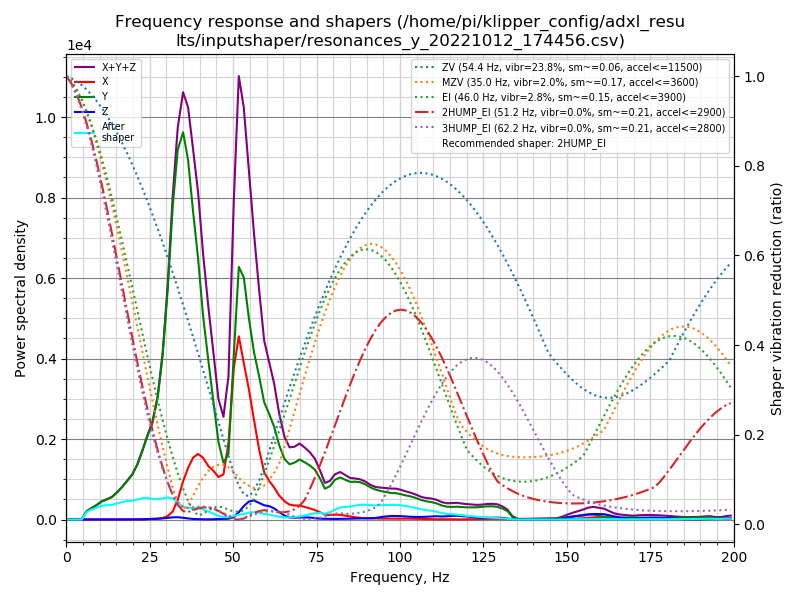 Frequency response and shapers (/home/pi/klipper_config/adxl_resu
lts/inputshaper/resonances_y_20221012_174456.csv)
1e4
X+Y+Z
X
Y
Z
After
shaper
ZV (54.4 Hz, vibr=23.8%, sm~=0.06, accel<=11500)
MZV (35.0 Hz, vibr=2.0%, sm~=0.17, accel<=3600)
EI (46.0 Hz, vibr=2.8%, sm~=0.15, accel<=3900)
2HUMP_EI (51.2 Hz, vibr=0.0%, sm~=0.21, accel<=2900)
3HUMP_EI (62.2 Hz, vibr=0.0%, sm~=0.21, accel<=2800)
Recommended shaper: 2HUMP_EI
Power spectral density
1.0
0.8
0.6
0.4
0.2
0.0
Shaper vibration reduction (ratio)
1.0
0.8
0.6
0.4
0.2
0.0
0 25 50 75 100 125 150 175 200
Frequency, Hz